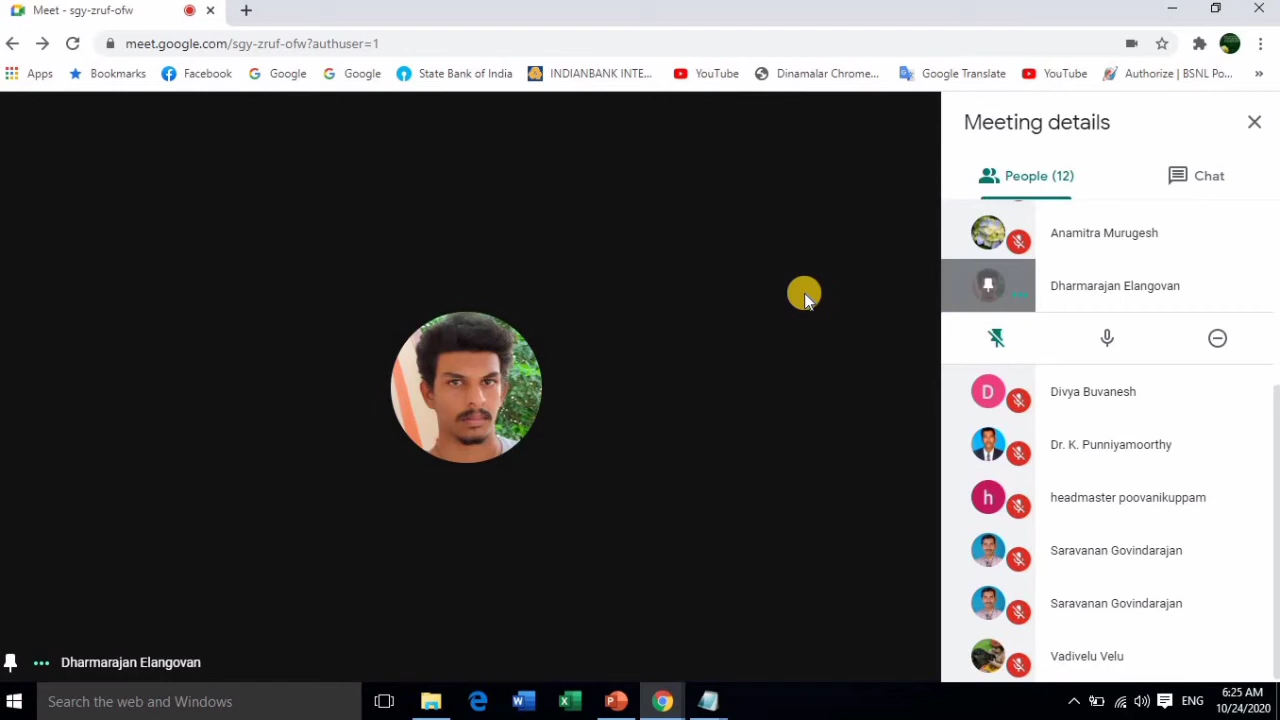 Meet - sgy-zruf-ofw
meet.google.com/sgy-zruf-ofw?authuser=1
Apps Bookmarks Facebook Google Google State Bank of India INDIANBANK INTE... YouTube Dinamalar Chrome... Google Translate YouTube Authorize | BSNL Po... »
Meeting details
People (12) Chat
Anamitra Murugesh
Dharmarajan Elangovan
D Divya Buvanesh
Dr. K. Punniyamoorthy
h headmaster poovanikuppam
Saravanan Govindarajan
Saravanan Govindarajan
Vadivelu Velu
Dharmarajan Elangovan
Search the web and Windows
ENG
6:25 AM
10/24/2020